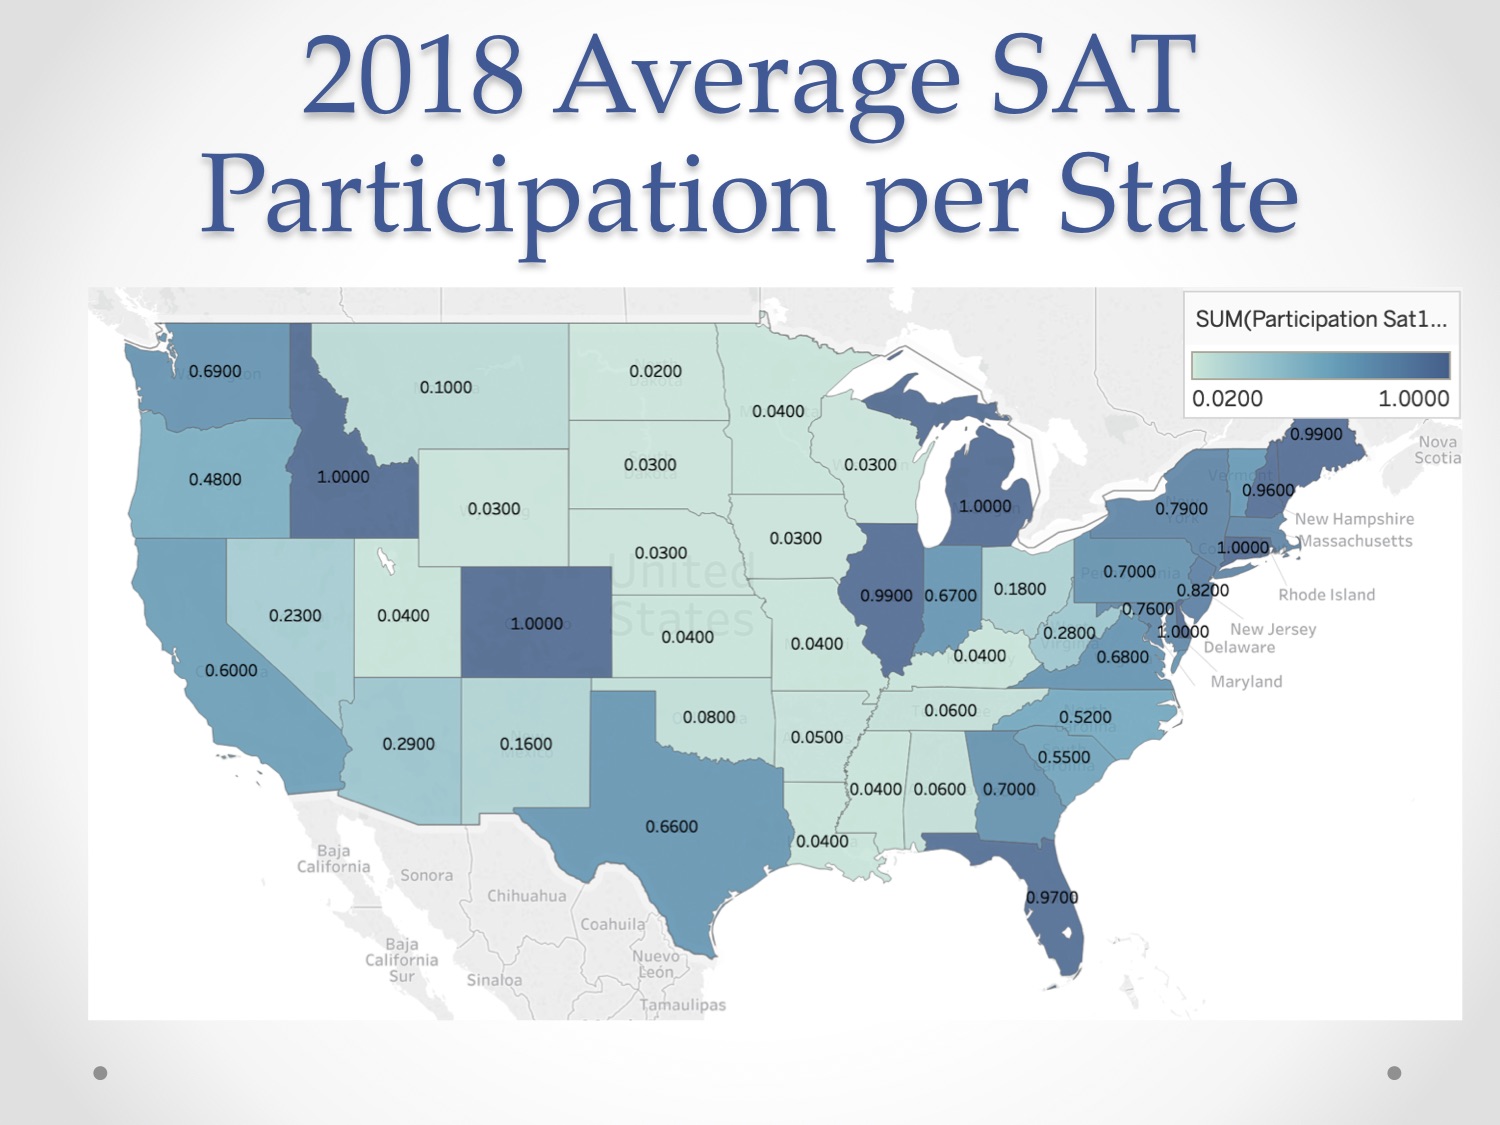 2018 Average SAT
Participation per State
SUM(Participation Sat1...
0.0200 1.0000
0.6900
0.1000
0.0200
0.0400
0.9900
Nova
Scotia
0.4800
1.0000
0.0300
0.0300
0.0300
1.0000
0.7900
0.9600
New Hampshire
Massachusetts
0.0300
0.0300
1.0000
0.2300
0.0400
1.0000
United
States
0.0400
0.0400
0.9900
0.6700
0.1800
0.7000
0.8200
Rhode Island
0.7600
1.0000
New Jersey
Delaware
Maryland
0.2800
0.0400
0.6800
0.6000
0.2900
0.1600
0.0800
0.0500
0.0600
0.5200
0.5500
0.0400
0.0600
0.7000
0.6600
0.0400
0.9700
Baja
California
Sonora
Chihuahua
Coahuila
Baja
California
Sur
Sinaloa
Nuevo
León
Tamaulipas